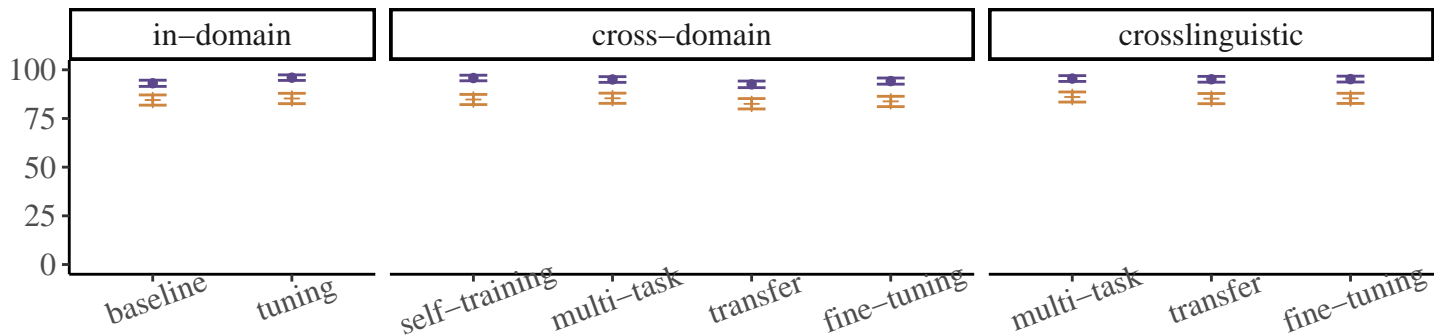 in−domain cross−domain crosslinguistic
100
75
50
25
0
baseline tuning self−training multi−task transfer fine−tuning multi−task transfer fine−tuning